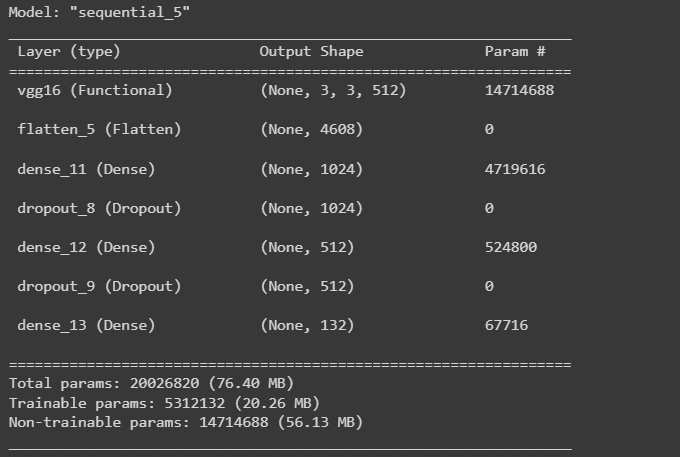 Model: "sequential_5"
_________________________________________________________________
Layer (type) Output Shape Param #
=================================================================
vgg16 (Functional) (None, 3, 3, 512) 14714688
flatten_5 (Flatten) (None, 4608) 0
dense_11 (Dense) (None, 1024) 4719616
dropout_8 (Dropout) (None, 1024) 0
dense_12 (Dense) (None, 512) 524800
dropout_9 (Dropout) (None, 512) 0
dense_13 (Dense) (None, 132) 67716
=================================================================
Total params: 20026820 (76.40 MB)
Trainable params: 5312132 (20.26 MB)
Non-trainable params: 14714688 (56.13 MB)
_________________________________________________________________